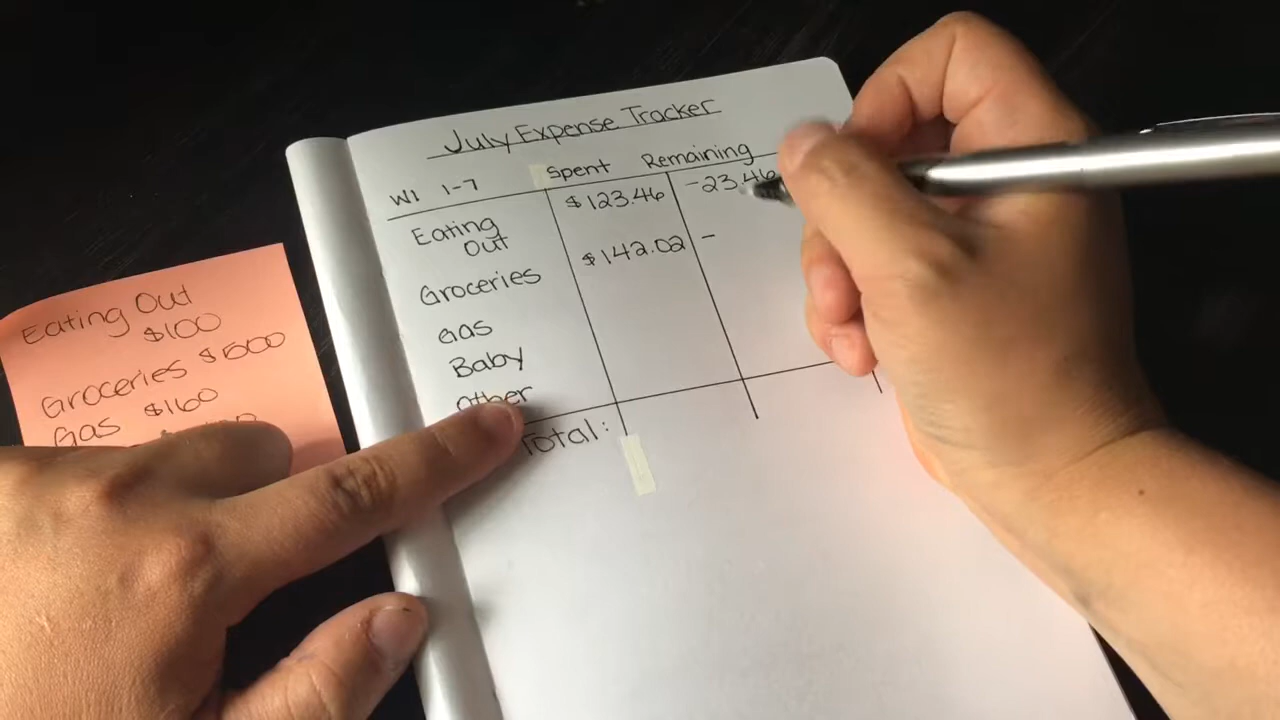 July Expense Tracker
W1 1-7 Spent Remaining
Eating Out $123.46 -23.46
Groceries $142.02 -
Gas
Baby
Other
Total:
Eating Out
$100
Groceries $500
Gas $160